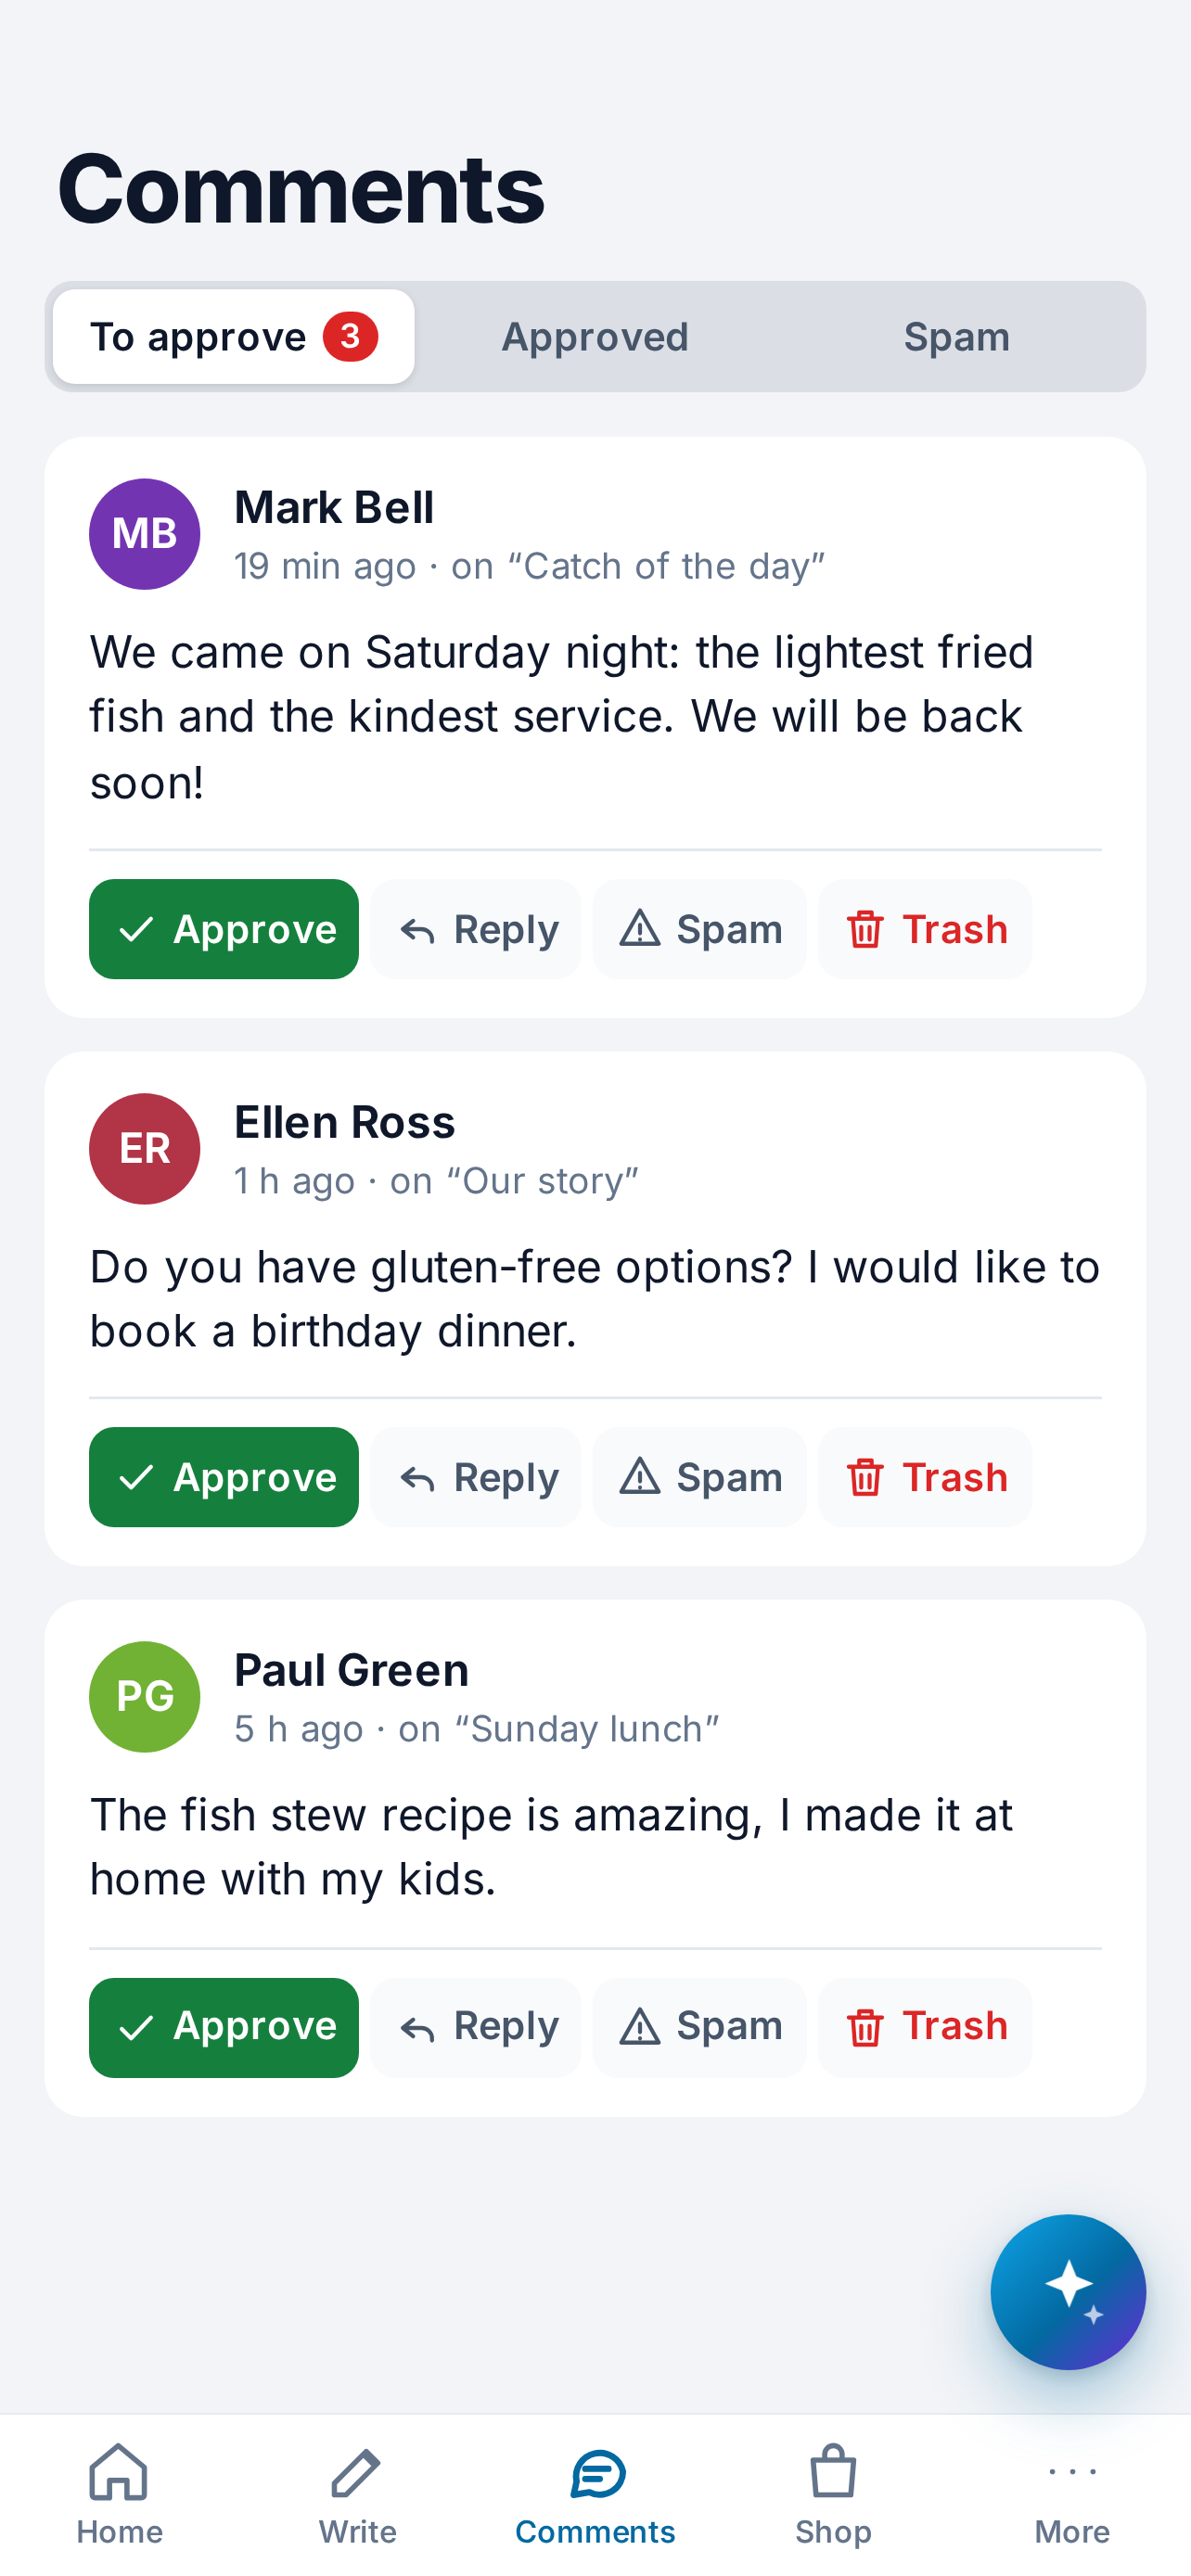 Comments
To approve 3 Approved Spam
MB
Mark Bell
19 min ago · on “Catch of the day”
We came on Saturday night: the lightest fried
fish and the kindest service. We will be back
soon!
Approve Reply Spam Trash
ER
Ellen Ross
1 h ago · on “Our story”
Do you have gluten-free options? I would like to
book a birthday dinner.
Approve Reply Spam Trash
PG
Paul Green
5 h ago · on “Sunday lunch”
The fish stew recipe is amazing, I made it at
home with my kids.
Approve Reply Spam Trash
Home Write Comments Shop More